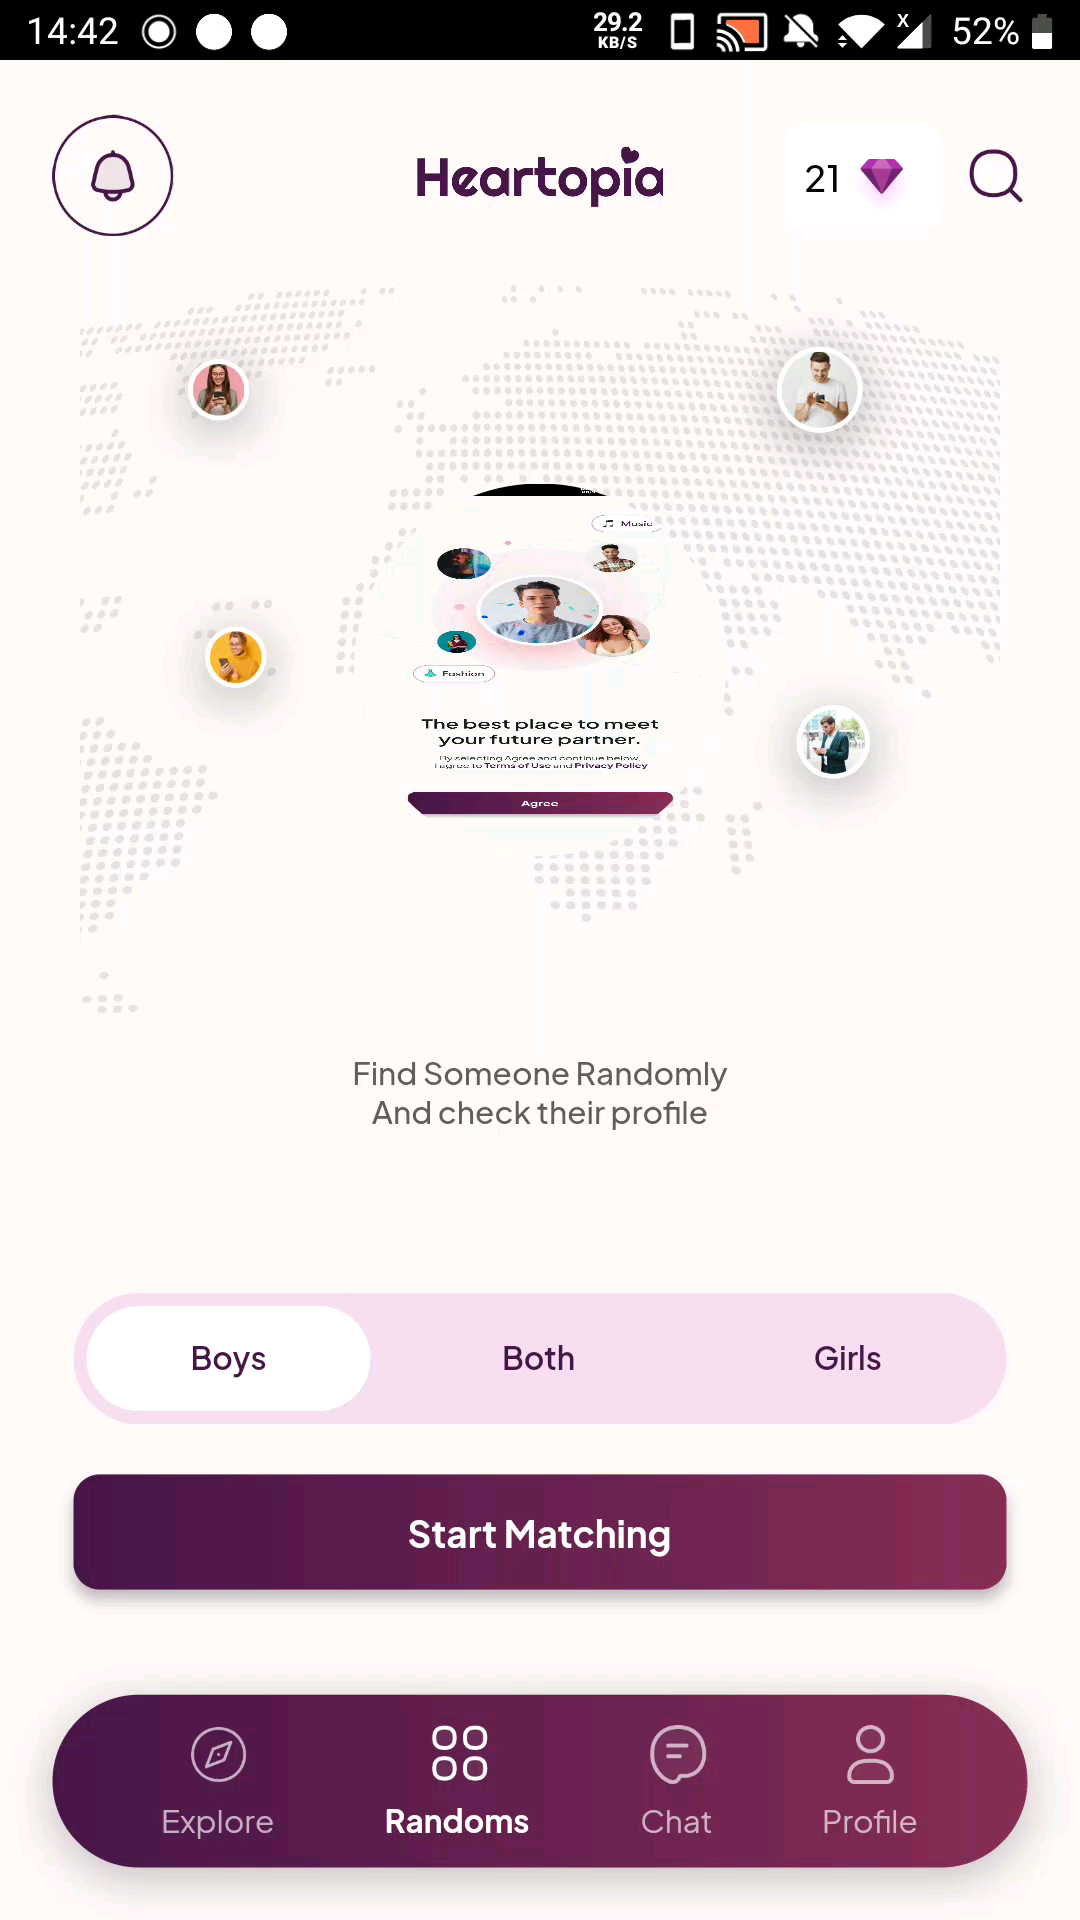 14:42
29.2
KB/S
x
52%
Heartopia
21
Music
Fashion
The best place to meet
your future partner.
By selecting Agree and continue below,
I agree to Terms of Use and Privacy Policy
Agree
Find Someone Randomly
And check their profile
Boys
Both
Girls
Start Matching
Explore
Randoms
Chat
Profile